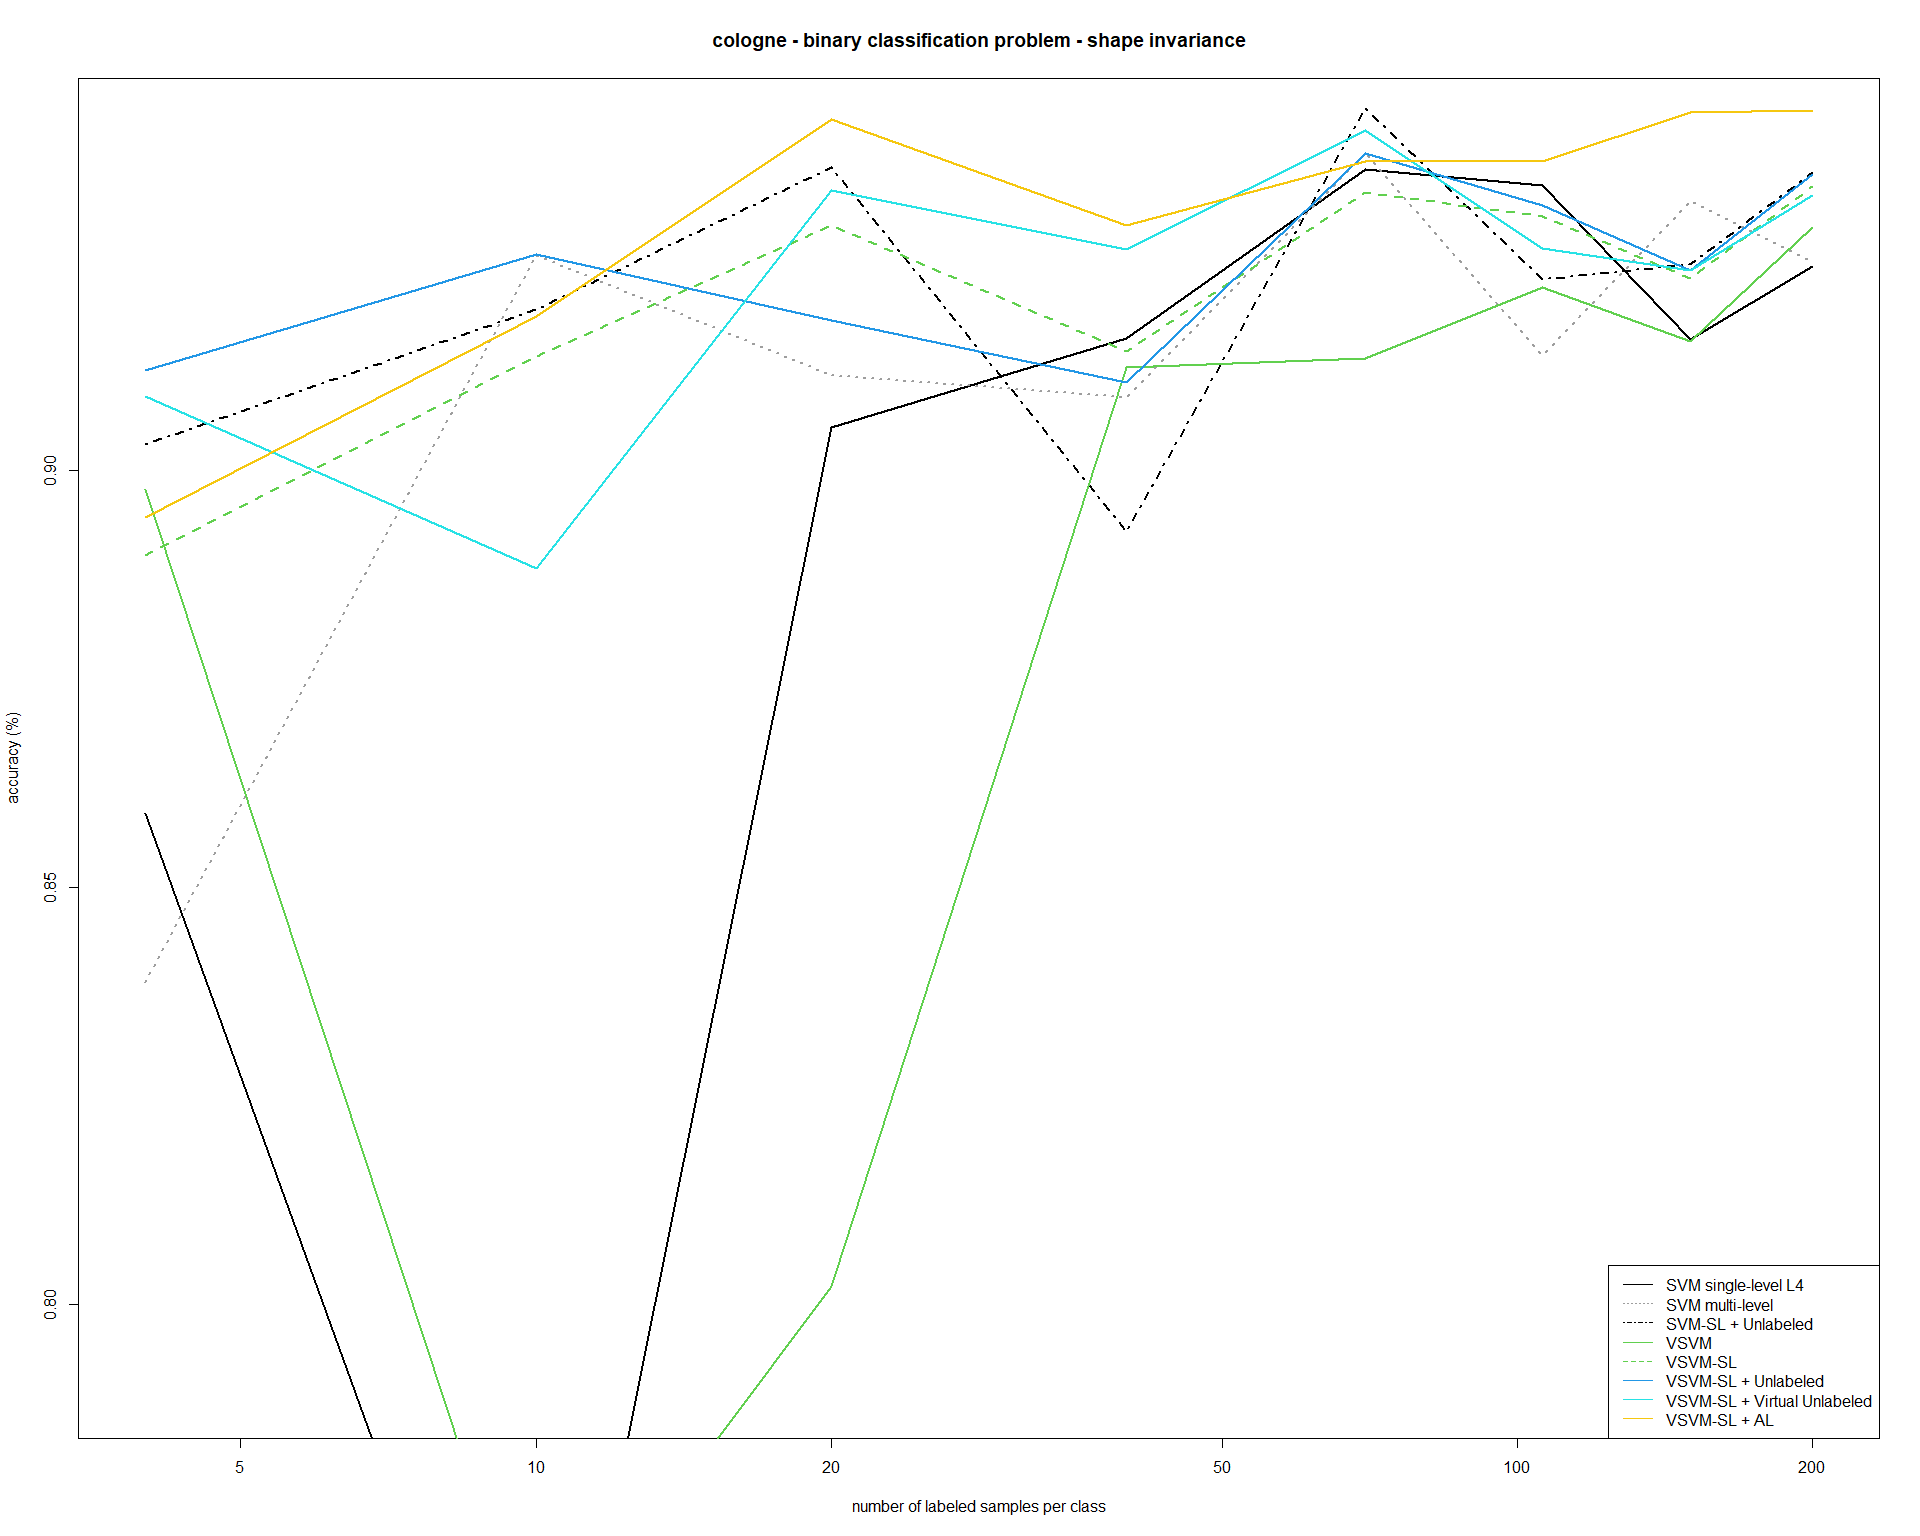 cologne - binary classification problem - shape invariance
accuracy (%)
0.90
0.85
0.80
5 10 20 50 100 200
number of labeled samples per class
SVM single-level L4
SVM multi-level
SVM-SL + Unlabeled
VSVM
VSVM-SL
VSVM-SL + Unlabeled
VSVM-SL + Virtual Unlabeled
VSVM-SL + AL